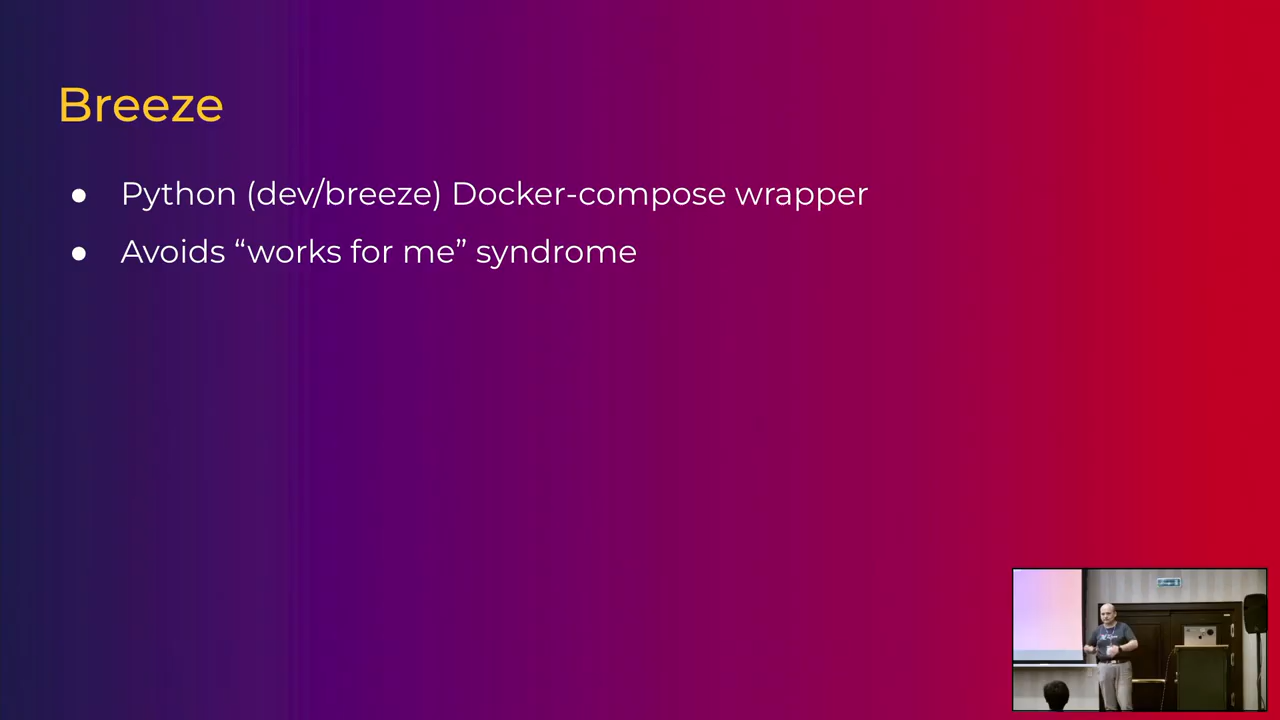 Breeze
● Python (dev/breeze) Docker-compose wrapper
● Avoids “works for me” syndrome